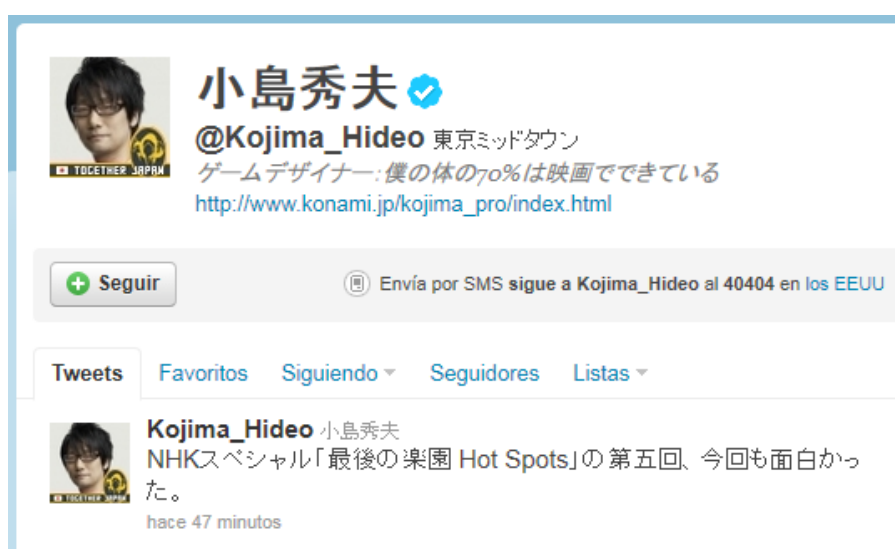 小島秀夫
@Kojima_Hideo 東京ミッドタウン
ゲームデザイナー:僕の体の70%は映画でできている
http://www.konami.jp/kojima_pro/index.html
TOGETHER JAPAN
Seguir
Envía por SMS sigue a Kojima_Hideo al 40404 en los EEUU
Tweets Favoritos Siguiendo Seguidores Listas
Kojima_Hideo 小島秀夫
NHKスペシャル「最後の楽園 Hot Spots」の第五回、今回も面白かっ
た。
TOGETHER JAPAN
hace 47 minutos